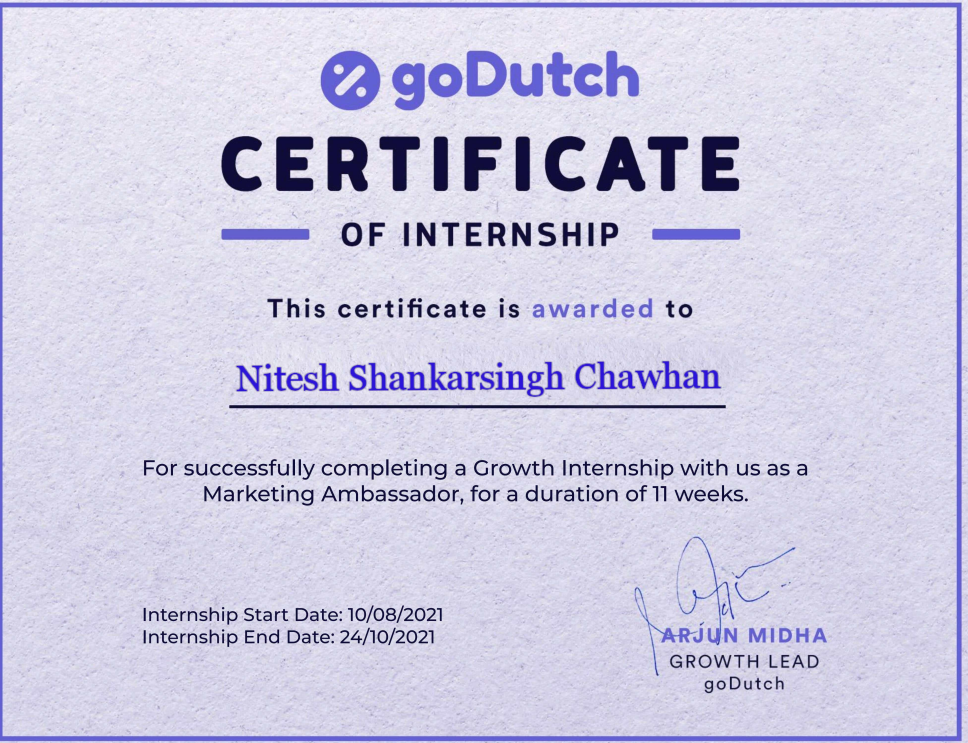 goDutch
CERTIFICATE
OF INTERNSHIP
This certificate is awarded to
Nitesh Shankarsingh Chawhan
For successfully completing a Growth Internship with us as a
Marketing Ambassador, for a duration of 11 weeks.
Internship Start Date: 10/08/2021
Internship End Date: 24/10/2021
ARJUN MIDHA
GROWTH LEAD
goDutch